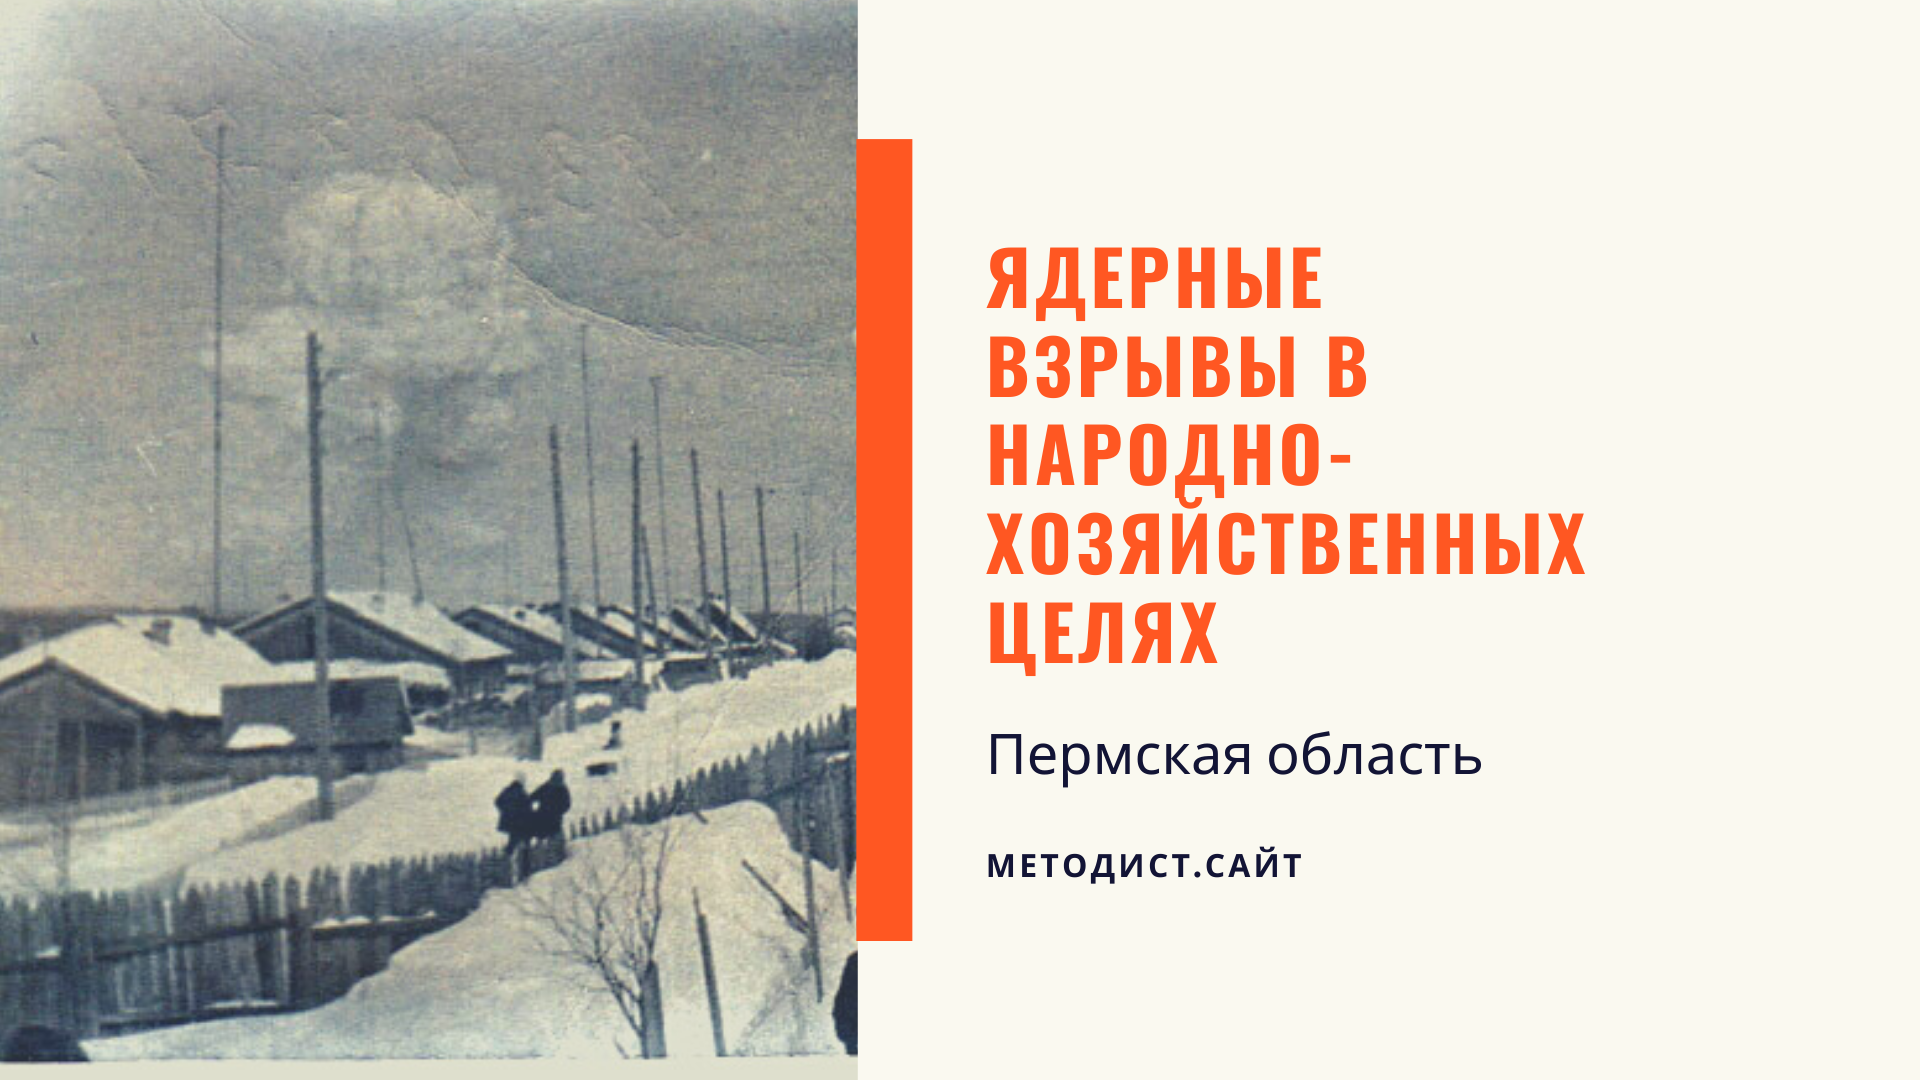 ЯДЕРНЫЕ
ВЗРЫВЫ В
НАРОДНО-
ХОЗЯЙСТВЕННЫХ
ЦЕЛЯХ
Пермская область
МЕТОДИСТ.САЙТ